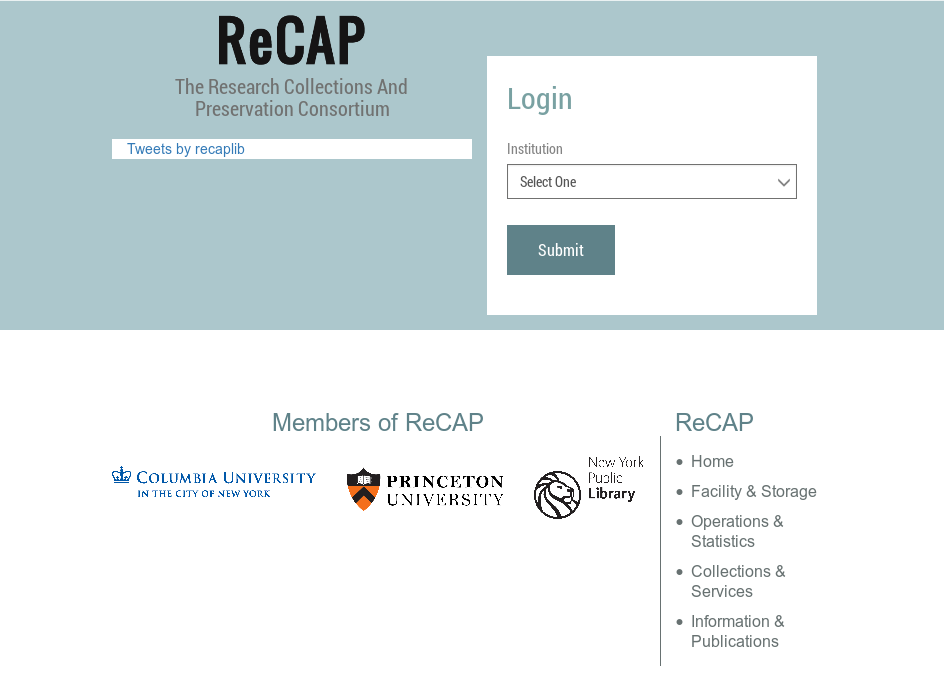 ReCAP
The Research Collections And
Preservation Consortium
Tweets by recaplib
Login
Institution
Select One
Submit
Members of ReCAP
COLUMBIA UNIVERSITY
IN THE CITY OF NEW YORK
PRINCETON
UNIVERSITY
New York
Public
Library
ReCAP
Home
Facility & Storage
Operations &
Statistics
Collections &
Services
Information &
Publications